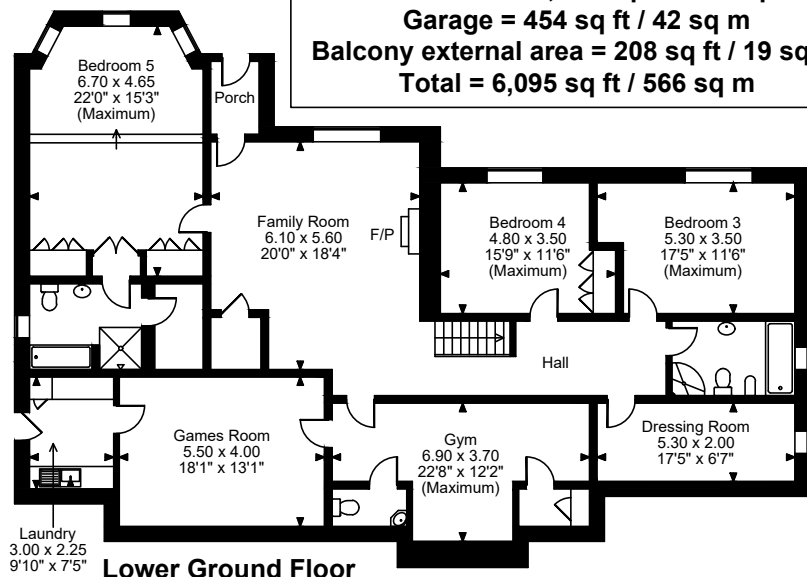 Garage = 454 sq ft / 42 sq m
Balcony external area = 208 sq ft / 19 sq
Total = 6,095 sq ft / 566 sq m
Bedroom 5
6.70 x 4.65
22'0" x 15'3"
(Maximum)
Porch
Family Room
6.10 x 5.60
20'0" x 18'4"
F/P
Bedroom 4
4.80 x 3.50
15'9" x 11'6"
(Maximum)
Bedroom 3
5.30 x 3.50
17'5" x 11'6"
(Maximum)
Hall
Games Room
5.50 x 4.00
18'1" x 13'1"
Gym
6.90 x 3.70
22'8" x 12'2"
(Maximum)
Dressing Room
5.30 x 2.00
17'5" x 6'7"
Laundry
3.00 x 2.25
9'10" x 7'5"
Lower Ground Floor